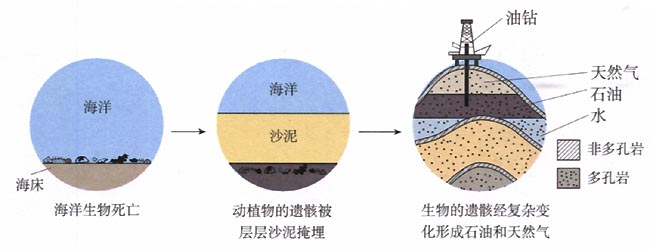 油钻
天然气
石油
水
海洋
海洋
沙泥
非多孔岩
多孔岩
海床
海洋生物死亡
动植物的遗骸被
层层沙泥掩埋
生物的遗骸经复杂变
化形成石油和天然气